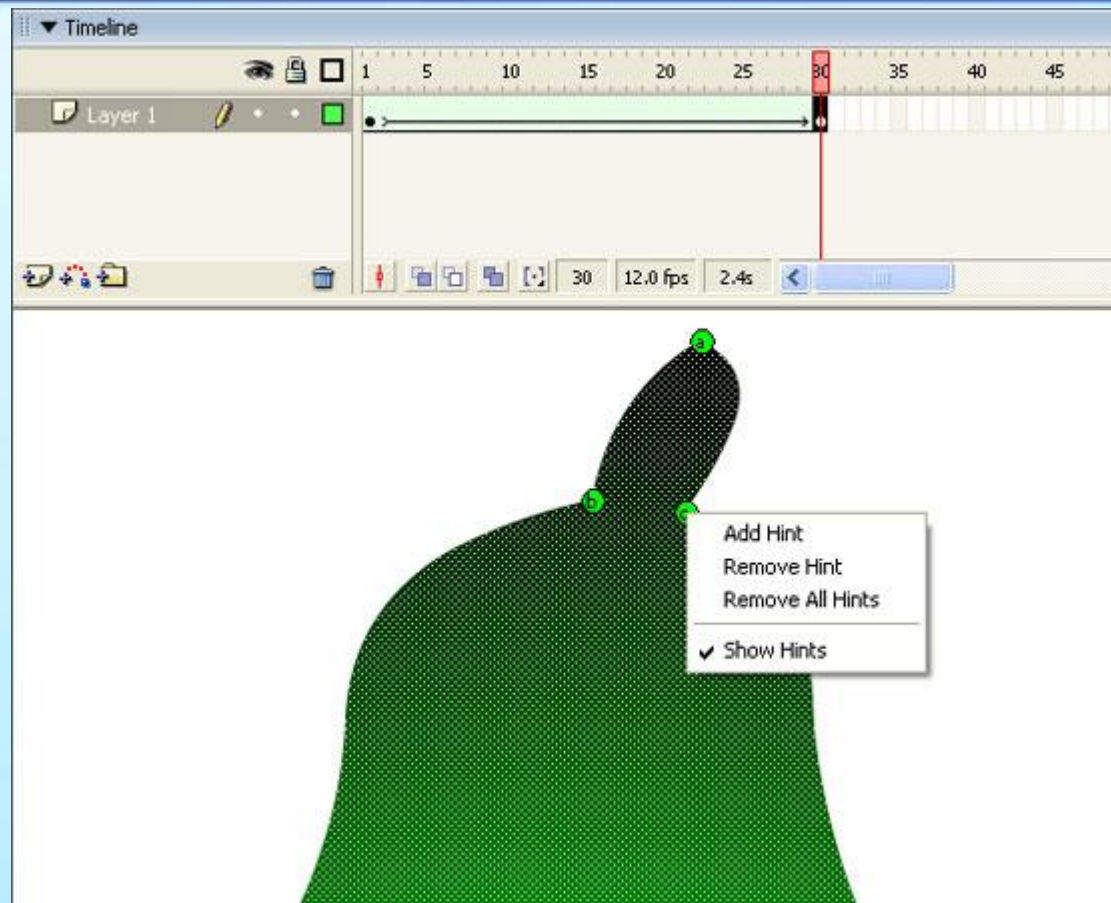 Timeline
1 5 10 15 20 25 30 35 40 45
Layer 1
30 12.0 fps 2.4s
a
b
Add Hint
Remove Hint
Remove All Hints
Show Hints